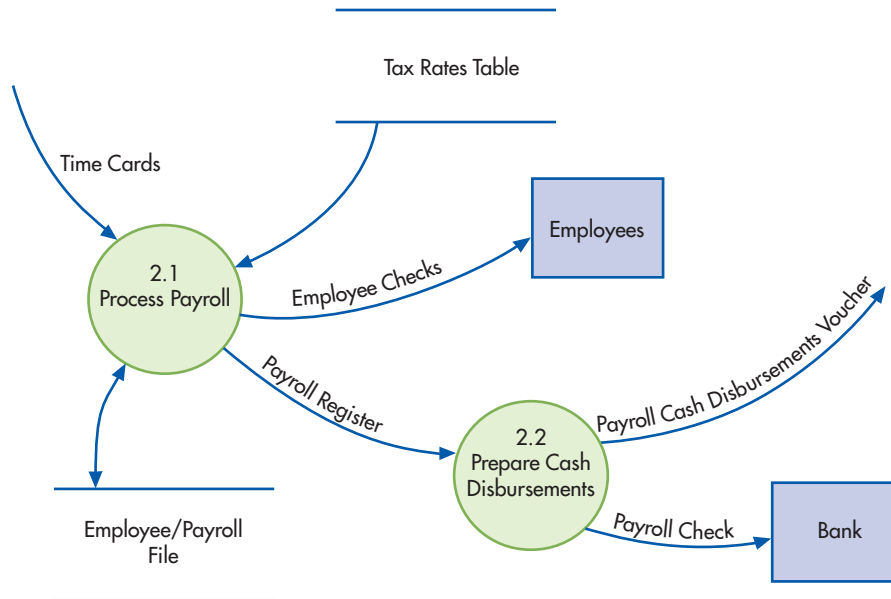 Tax Rates Table
Time Cards
Employees
2.1
Process Payroll
Employee Checks
Payroll Register
Payroll Cash Disbursements Voucher
2.2
Prepare Cash
Disbursements
Employee/Payroll
File
Payroll Check
Bank